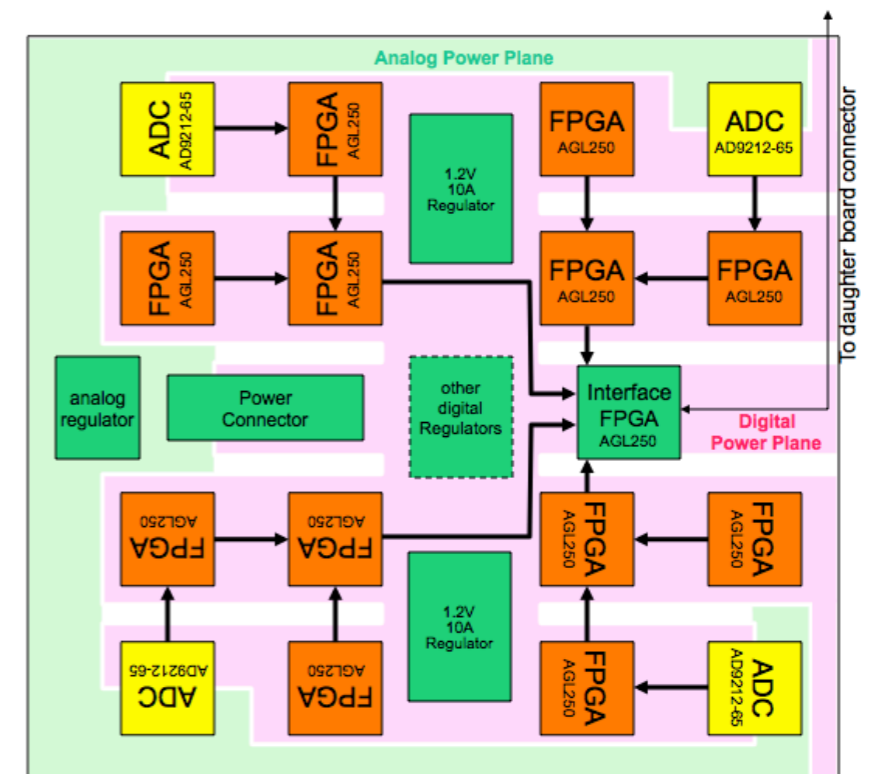 Analog Power Plane
ADC
AD9212-65
FPGA
AGL250
FPGA
AGL250
ADC
AD9212-65
1.2V
10A
Regulator
To daughter board connector
FPGA
AGL250
FPGA
AGL250
FPGA
AGL250
FPGA
AGL250
analog
regulator
Power
Connector
other
digital
Regulators
Interface
FPGA
AGL250
Digital
Power Plane
FPGA
AGL250
FPGA
AGL250
FPGA
AGL250
FPGA
AGL250
1.2V
10A
Regulator
ADC
AD9212-65
FPGA
AGL250
FPGA
AGL250
ADC
AD9212-65